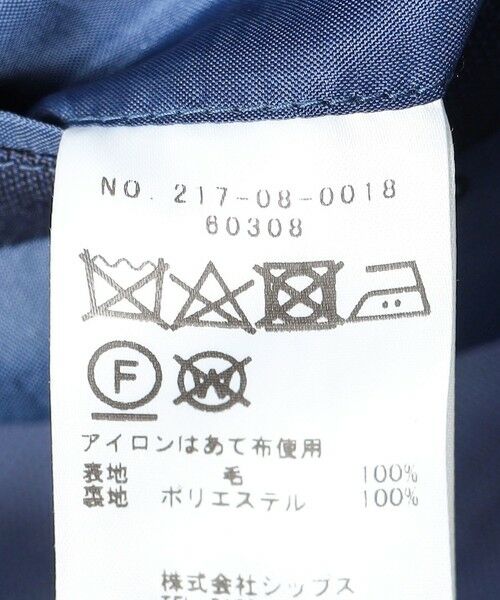 NO. 217-08-0018
60308
F
W
アイロンはあて布使用
表地 毛 100%
裏地 ポリエステル 100%
株式会社シップス